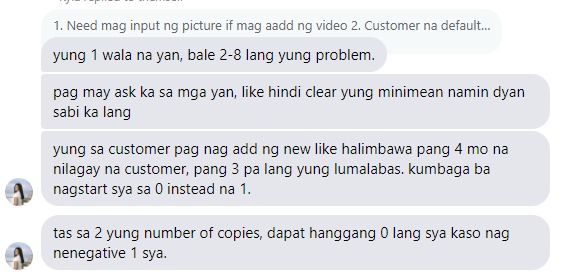 1. Need mag input ng picture if mag aadd ng video 2. Customer na default...
yung 1 wala na yan, bale 2-8 lang yung problem.
pag may ask ka sa mga yan, like hindi clear yung minimean namin dyan
sabi ka lang
yung sa customer pag nag add ng new like halimbawa pang 4 mo na
nilagay na customer, pang 3 pa lang yung lumalabas. kumbaga ba
nagstart sya sa 0 instead na 1.
tas sa 2 yung number of copies, dapat hanggang 0 lang sya kaso nag
nenegative 1 sya.